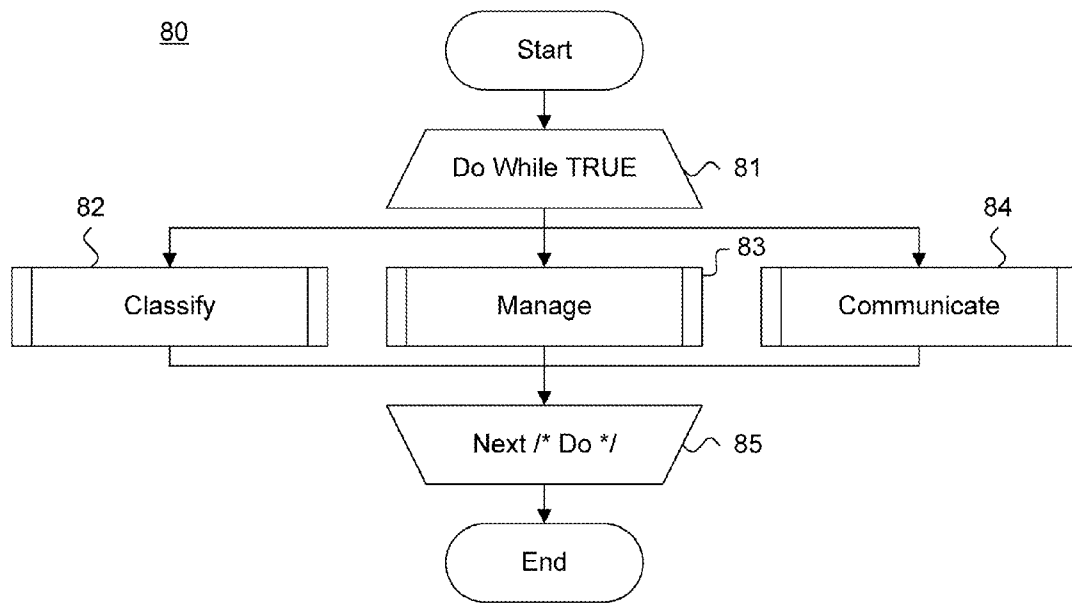 80
Start
Do While TRUE
81
82
84
83
Classify
Manage
Communicate
Next /* Do */
85
End